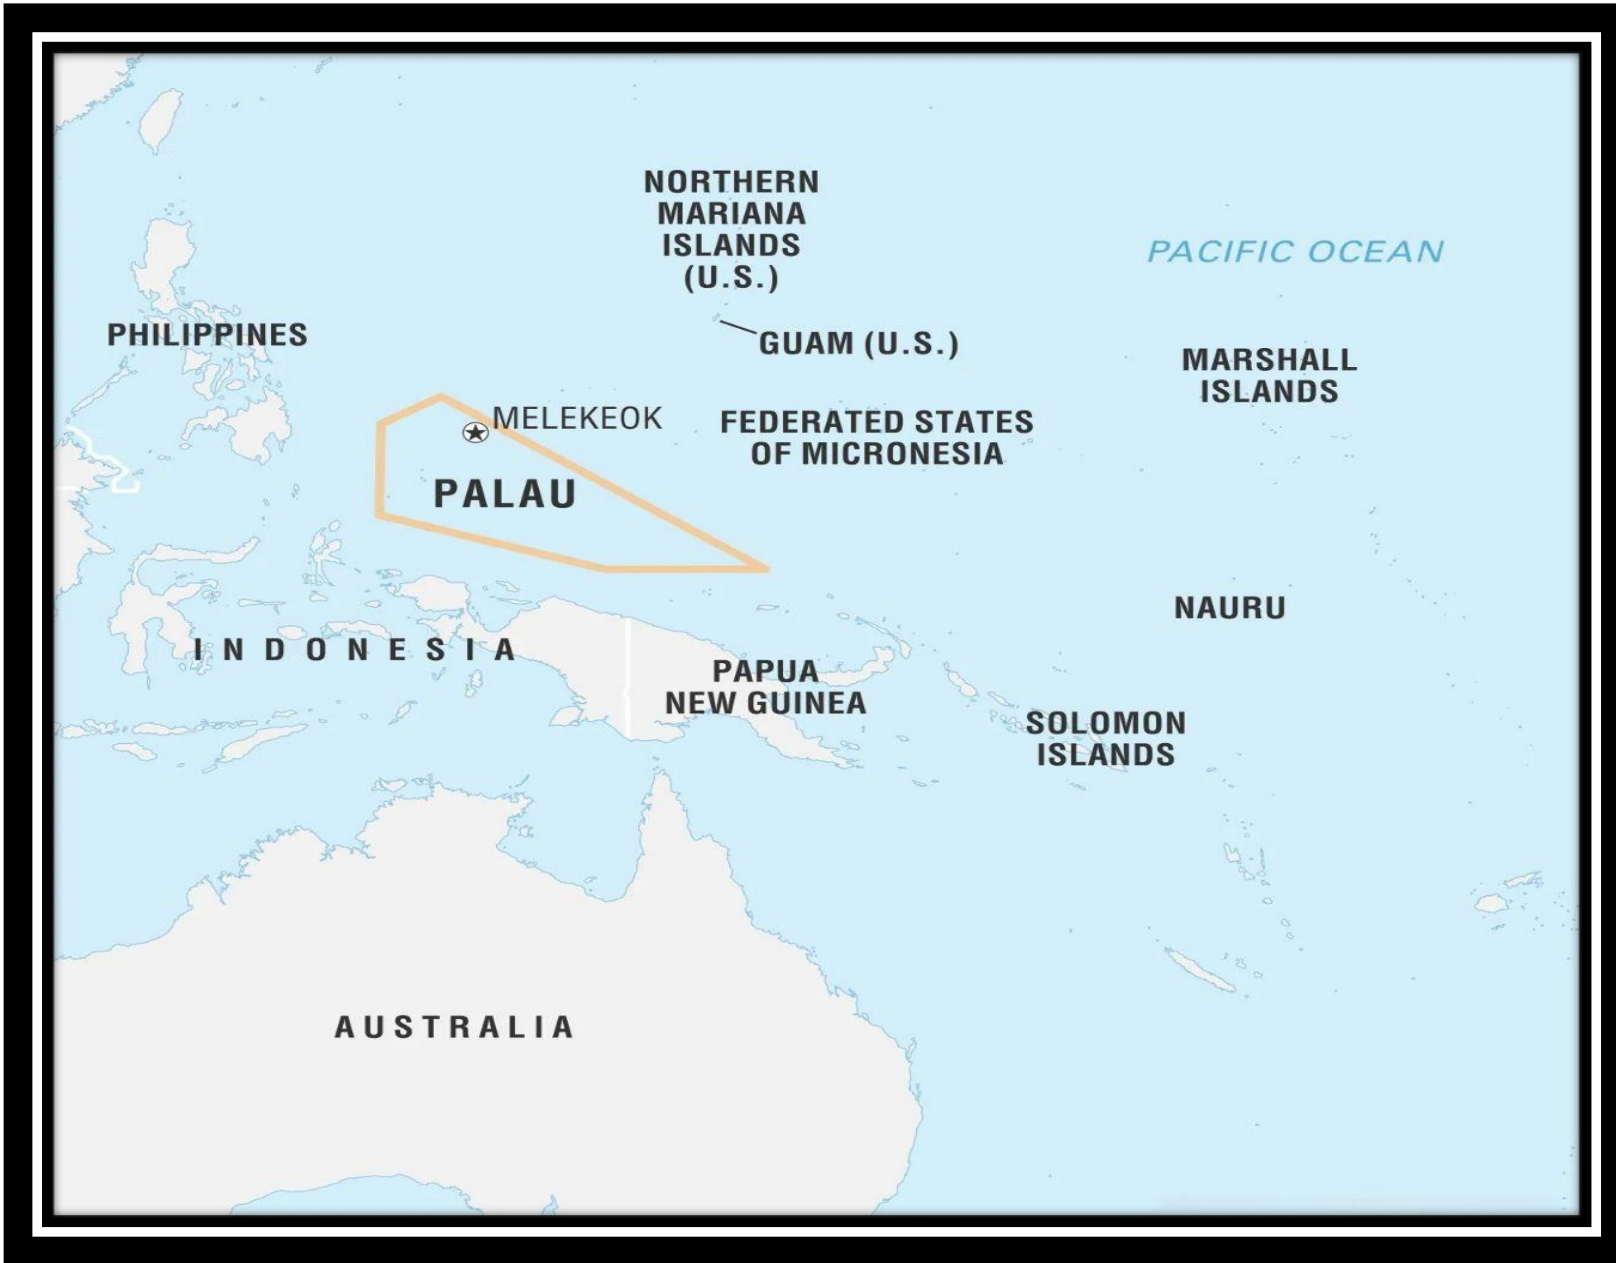 NORTHERN
MARIANA
ISLANDS
(U.S.)
PACIFIC OCEAN
PHILIPPINES
GUAM (U.S.)
MARSHALL
ISLANDS
MELEKEOK
FEDERATED STATES
OF MICRONESIA
PALAU
NAURU
INDONESIA
PAPUA
NEW GUINEA
SOLOMON
ISLANDS
AUSTRALIA